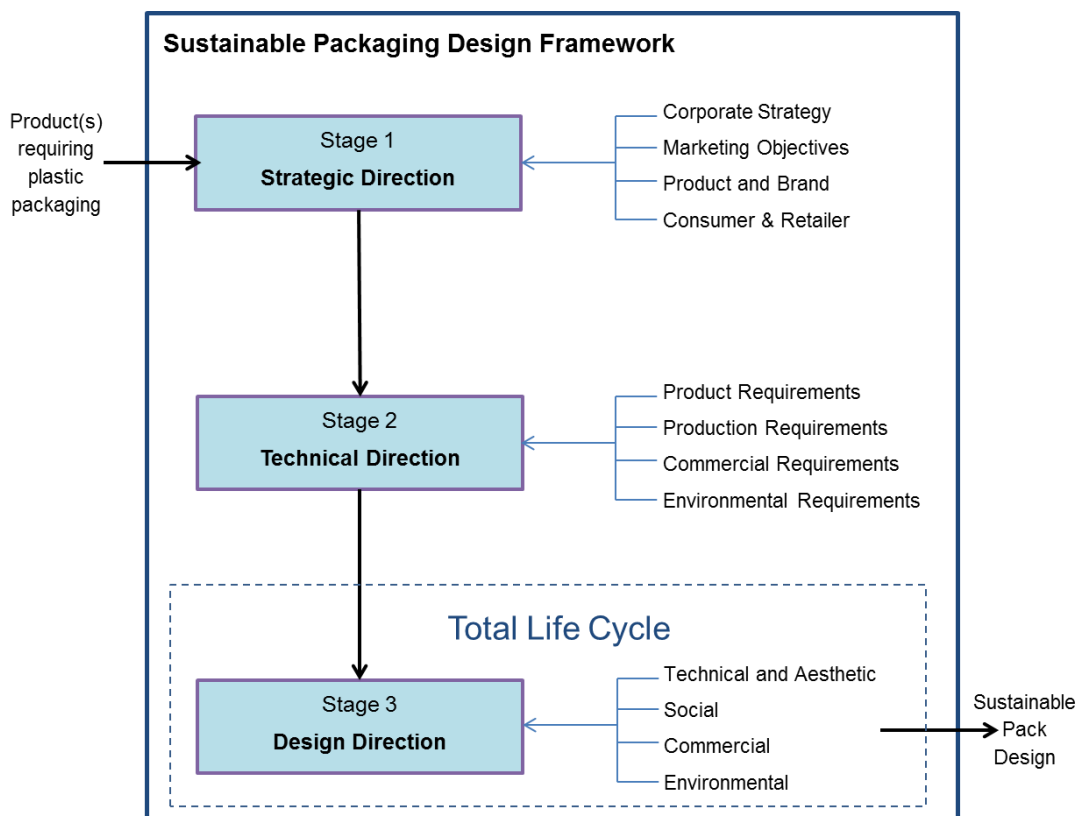 Sustainable Packaging Design Framework
Product(s)
requiring
plastic
packaging
Stage 1
Strategic Direction
Corporate Strategy
Marketing Objectives
Product and Brand
Consumer & Retailer
Stage 2
Technical Direction
Product Requirements
Production Requirements
Commercial Requirements
Environmental Requirements
Total Life Cycle
Stage 3
Design Direction
Technical and Aesthetic
Social
Commercial
Environmental
Sustainable
Pack
Design